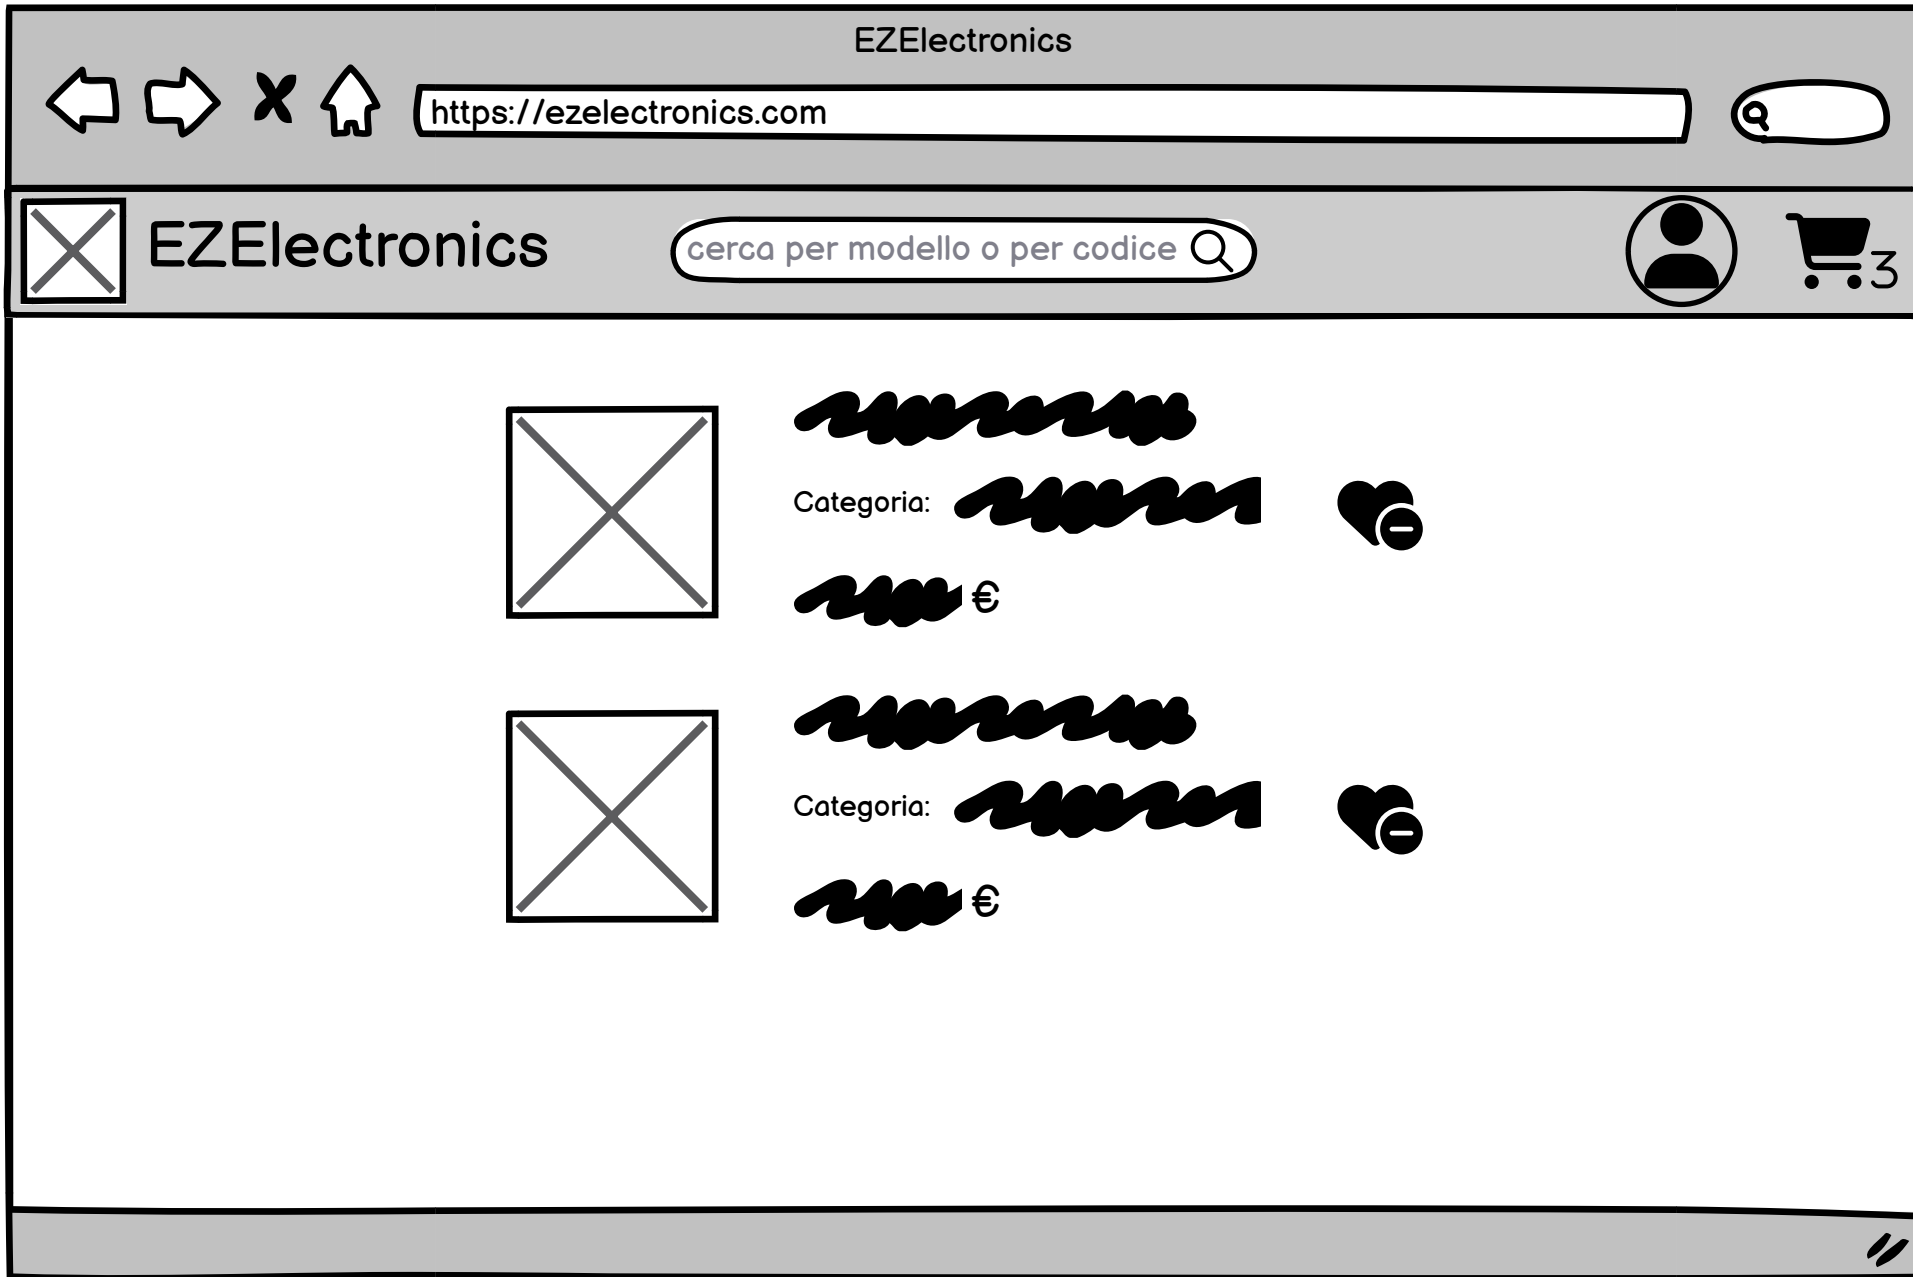 EZElectronics
https://ezelectronics.com
EZElectronics
cerca per modello o per codice
3
Categoria:
€
Categoria:
€